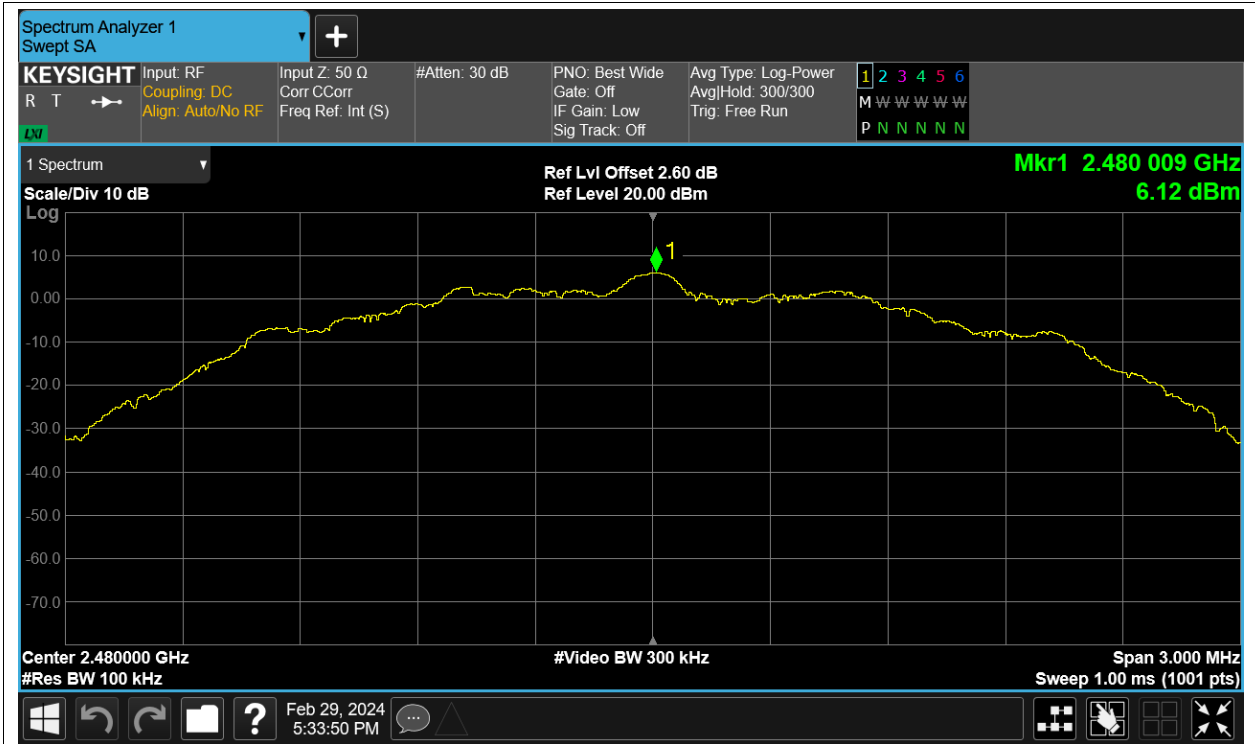 Spectrum Analyzer 1
Swept SA
KEYSIGHT
R T
LXI
Input: RF
Coupling: DC
Align: Auto/No RF
Input Z: 50 Ω
Corr CCorr
Freq Ref: Int (S)
#Atten: 30 dB
PNO: Best Wide
Gate: Off
IF Gain: Low
Sig Track: Off
Avg Type: Log-Power
Avg|Hold: 300/300
Trig: Free Run
1 2 3 4 5 6
M W W W W W W
P N N N N N N
1 Spectrum
Scale/Div 10 dB
Log
Ref Lvl Offset 2.60 dB
Ref Level 20.00 dBm
Mkr1 2.480 009 GHz
6.12 dBm
1
10.0
0.00
-10.0
-20.0
-30.0
-40.0
-50.0
-60.0
-70.0
Center 2.480000 GHz
#Res BW 100 kHz
#Video BW 300 kHz
Span 3.000 MHz
Sweep 1.00 ms (1001 pts)
?
Feb 29, 2024
5:33:50 PM